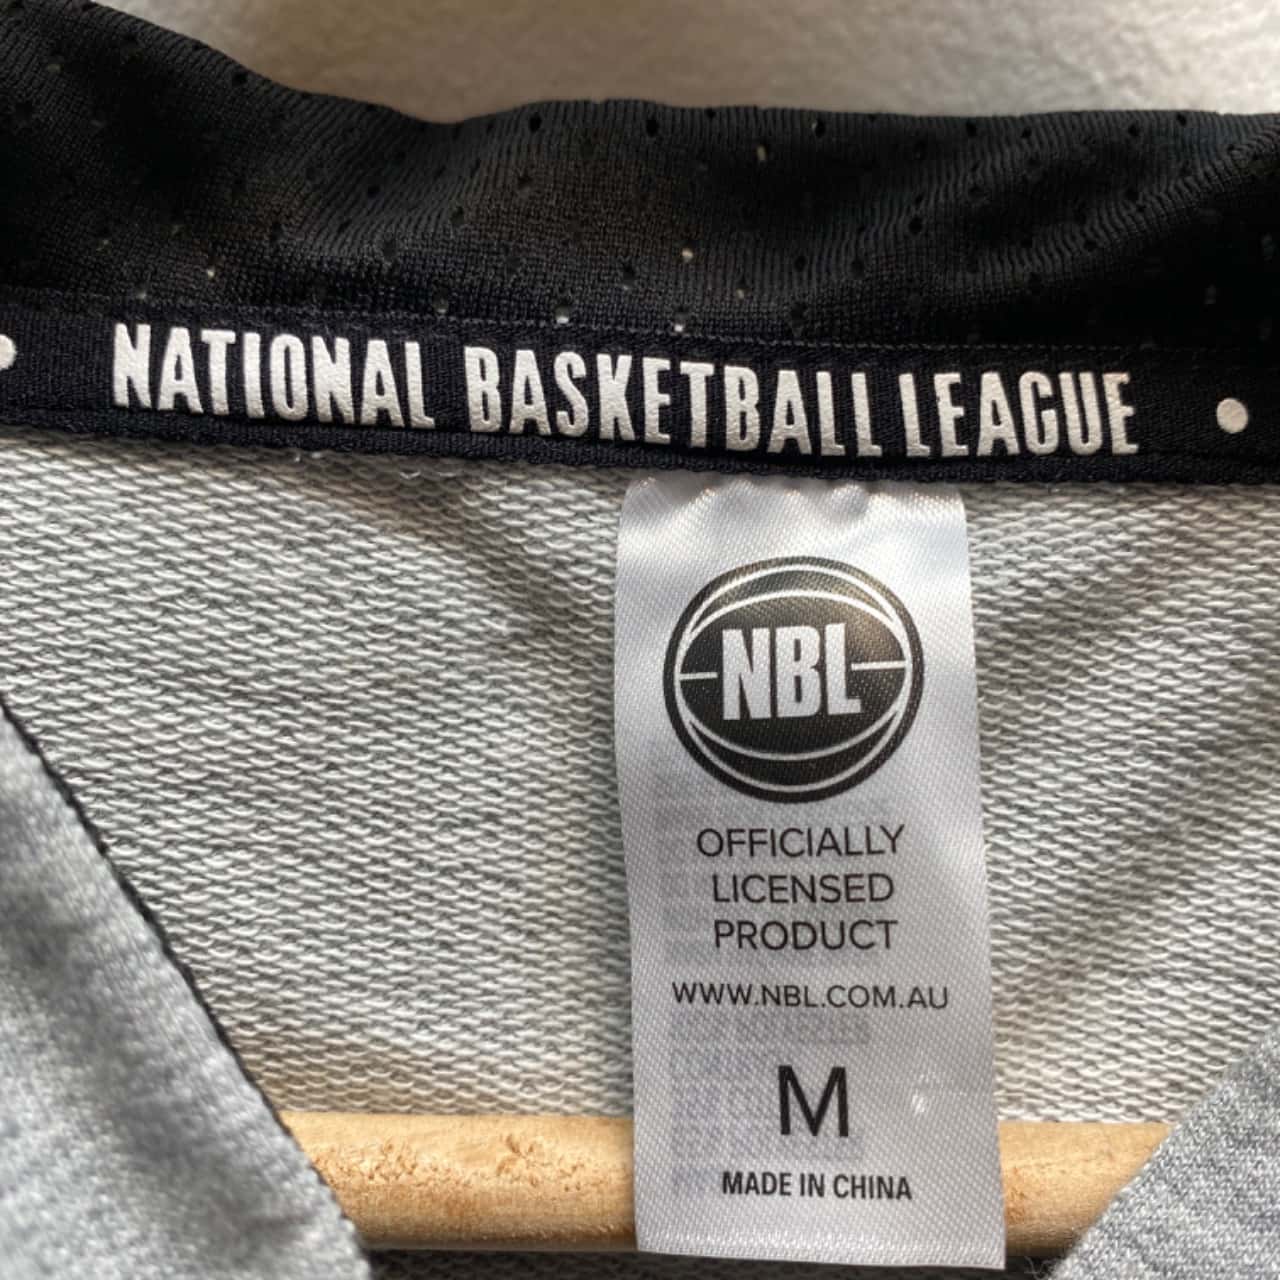 NATIONAL BASKETBALL LEAGUE
NBL
OFFICIALLY
LICENSED
PRODUCT
WWW.NBL.COM.AU
M
MADE IN CHINA